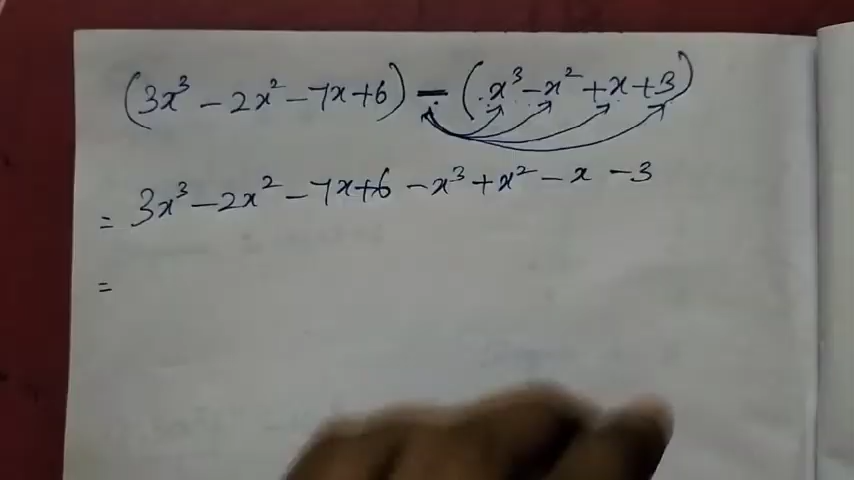 (3x³ - 2x² - 7x + 6) - (x³ - x² + x + 3)
= 3x³ - 2x² - 7x + 6 - x³ + x² - x - 3
=